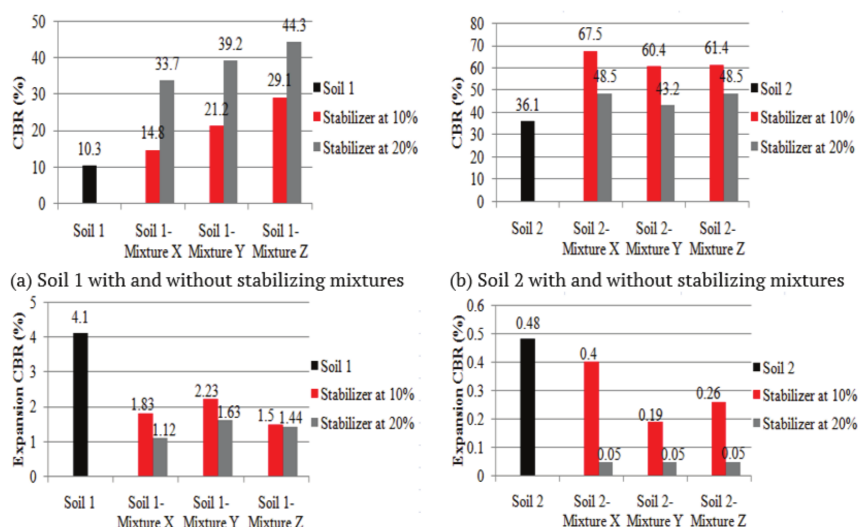 50
40
30
20
10
0
CBR (%)
10.3
14.8
33.7
21.2
39.2
29.1
44.3
Soil 1
Soil 1-
Mixture X
Soil 1-
Mixture Y
Soil 1-
Mixture Z
Soil 1
Stabilizer at 10%
Stabilizer at 20%
(a) Soil 1 with and without stabilizing mixtures
80
70
60
50
40
30
20
10
0
CBR (%)
36.1
67.5
48.5
60.4
43.2
61.4
48.5
Soil 2
Soil 2-
Mixture X
Soil 2-
Mixture Y
Soil 2-
Mixture Z
Soil 2
Stabilizer at 10%
Stabilizer at 20%
(b) Soil 2 with and without stabilizing mixtures
5
4
3
2
1
0
Expansion CBR (%)
4.1
1.83
1.12
2.23
1.63
1.5
1.44
Soil 1
Soil 1-
Mixture X
Soil 1-
Mixture Y
Soil 1-
Mixture Z
Soil 1
Stabilizer at 10%
Stabilizer at 20%
0.6
0.5
0.4
0.3
0.2
0.1
0
Expansion CBR (%)
0.48
0.4
0.05
0.19
0.05
0.26
0.05
Soil 2
Soil 2-
Mixture X
Soil 2-
Mixture Y
Soil 2-
Mixture Z
Soil 2
Stabilizer at 10%
Stabilizer at 20%